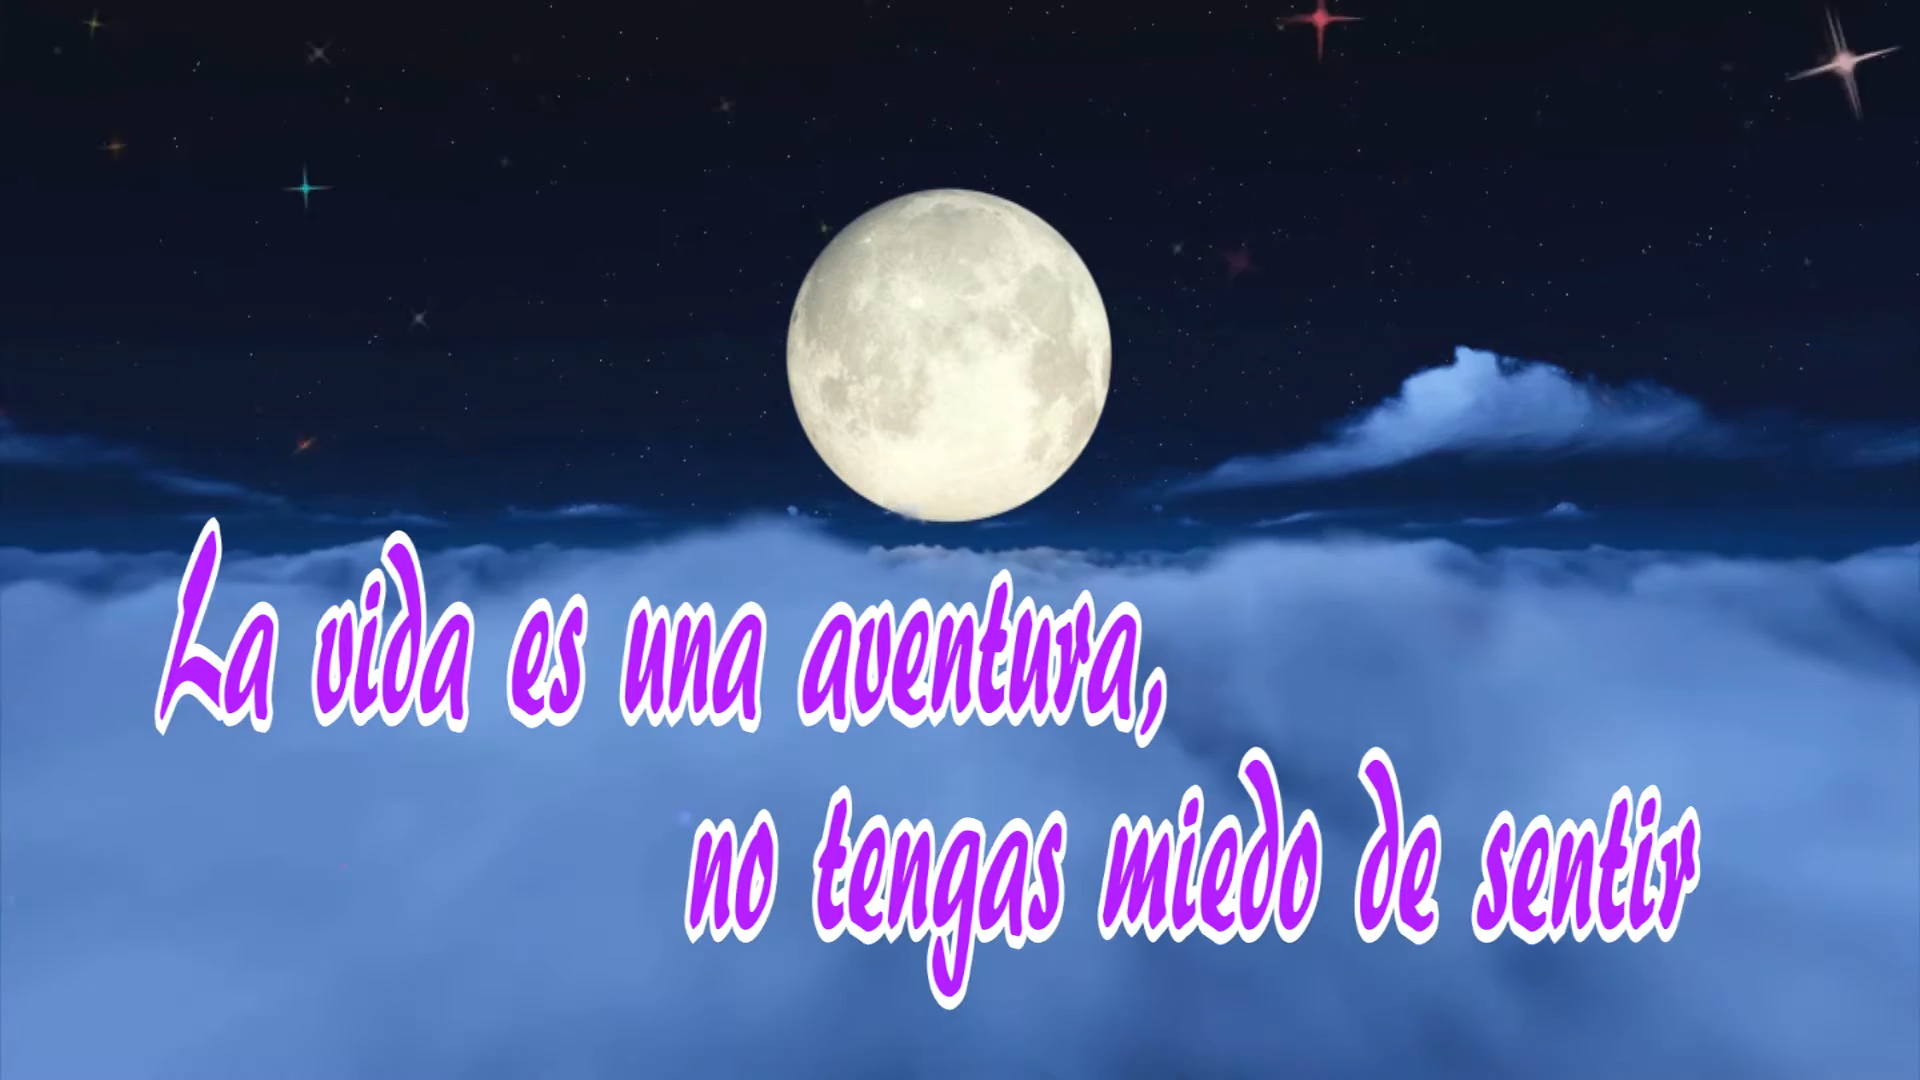 La vida es una aventura,
no tengas miedo de sentir